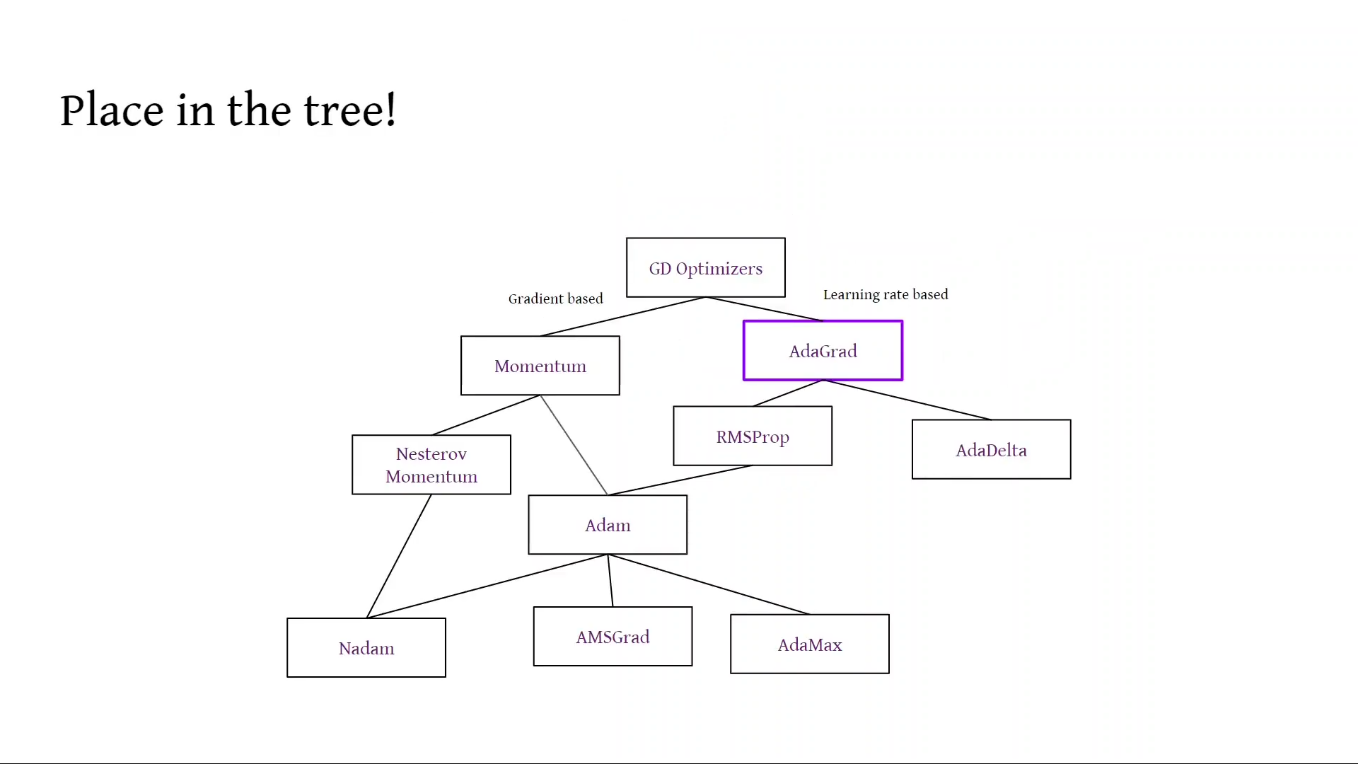 Place in the tree!
GD Optimizers
Gradient based
Learning rate based
Momentum
AdaGrad
Nesterov
Momentum
RMSProp
AdaDelta
Adam
Nadam
AMSGrad
AdaMax